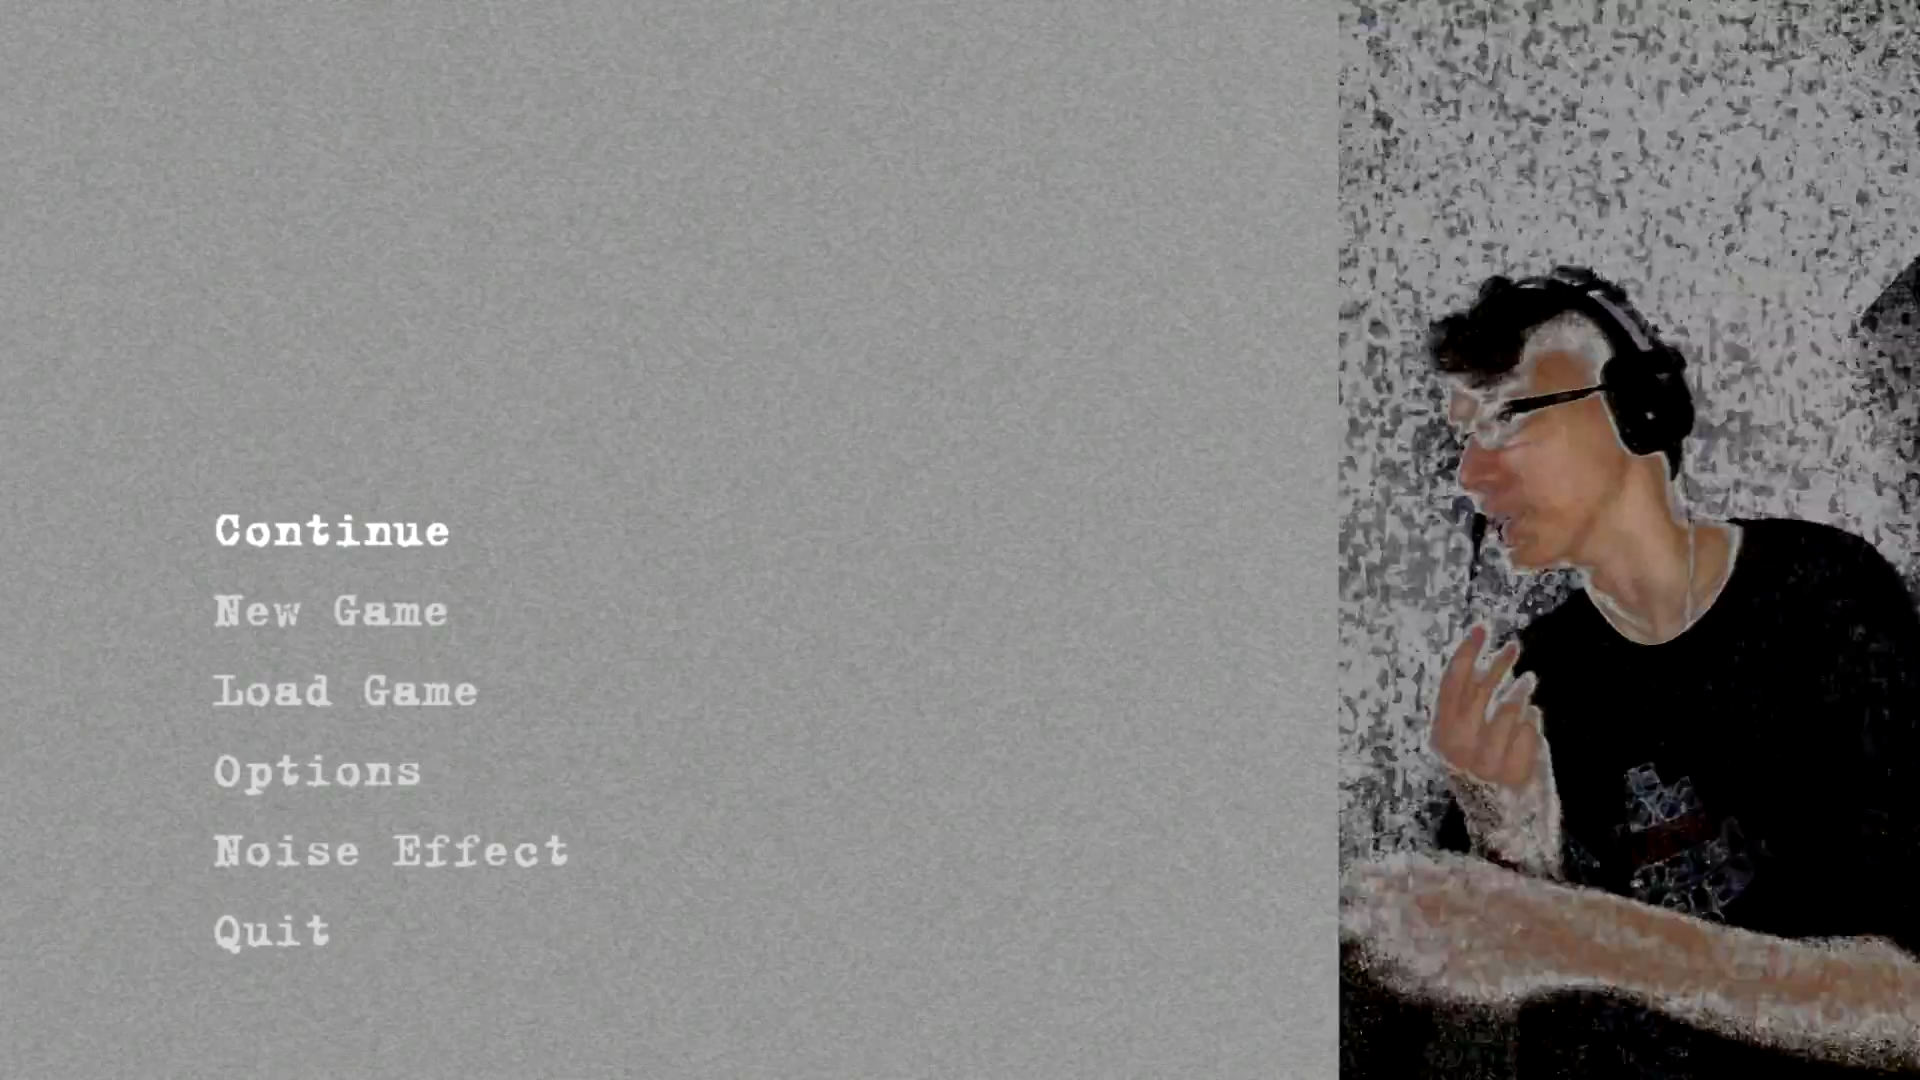 Continue
New Game
Load Game
Options
Noise Effect
Quit